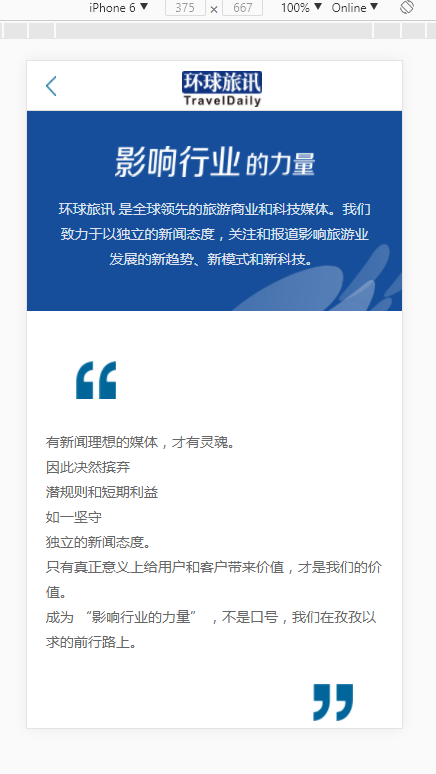 iPhone 6 ▼ 375 × 667 100% ▼ Online ▼
环球旅讯
TravelDaily
影响行业 的力量
环球旅讯 是全球领先的旅游商业和科技媒体。我们
致力于以独立的新闻态度，关注和报道影响旅游业
发展的新趋势、新模式和新科技。
“
有新闻理想的媒体，才有灵魂。
因此决然摈弃
潜规则和短期利益
如一坚守
独立的新闻态度。
只有真正意义上给用户和客户带来价值，才是我们的价
值。
成为 “影响行业的力量” ，不是口号，我们在孜孜以
求的前行路上。
”